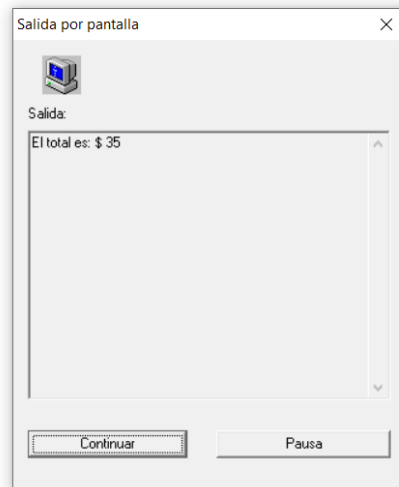 Salida por pantalla
Salida:
El total es: $ 35
Continuar
Pausa